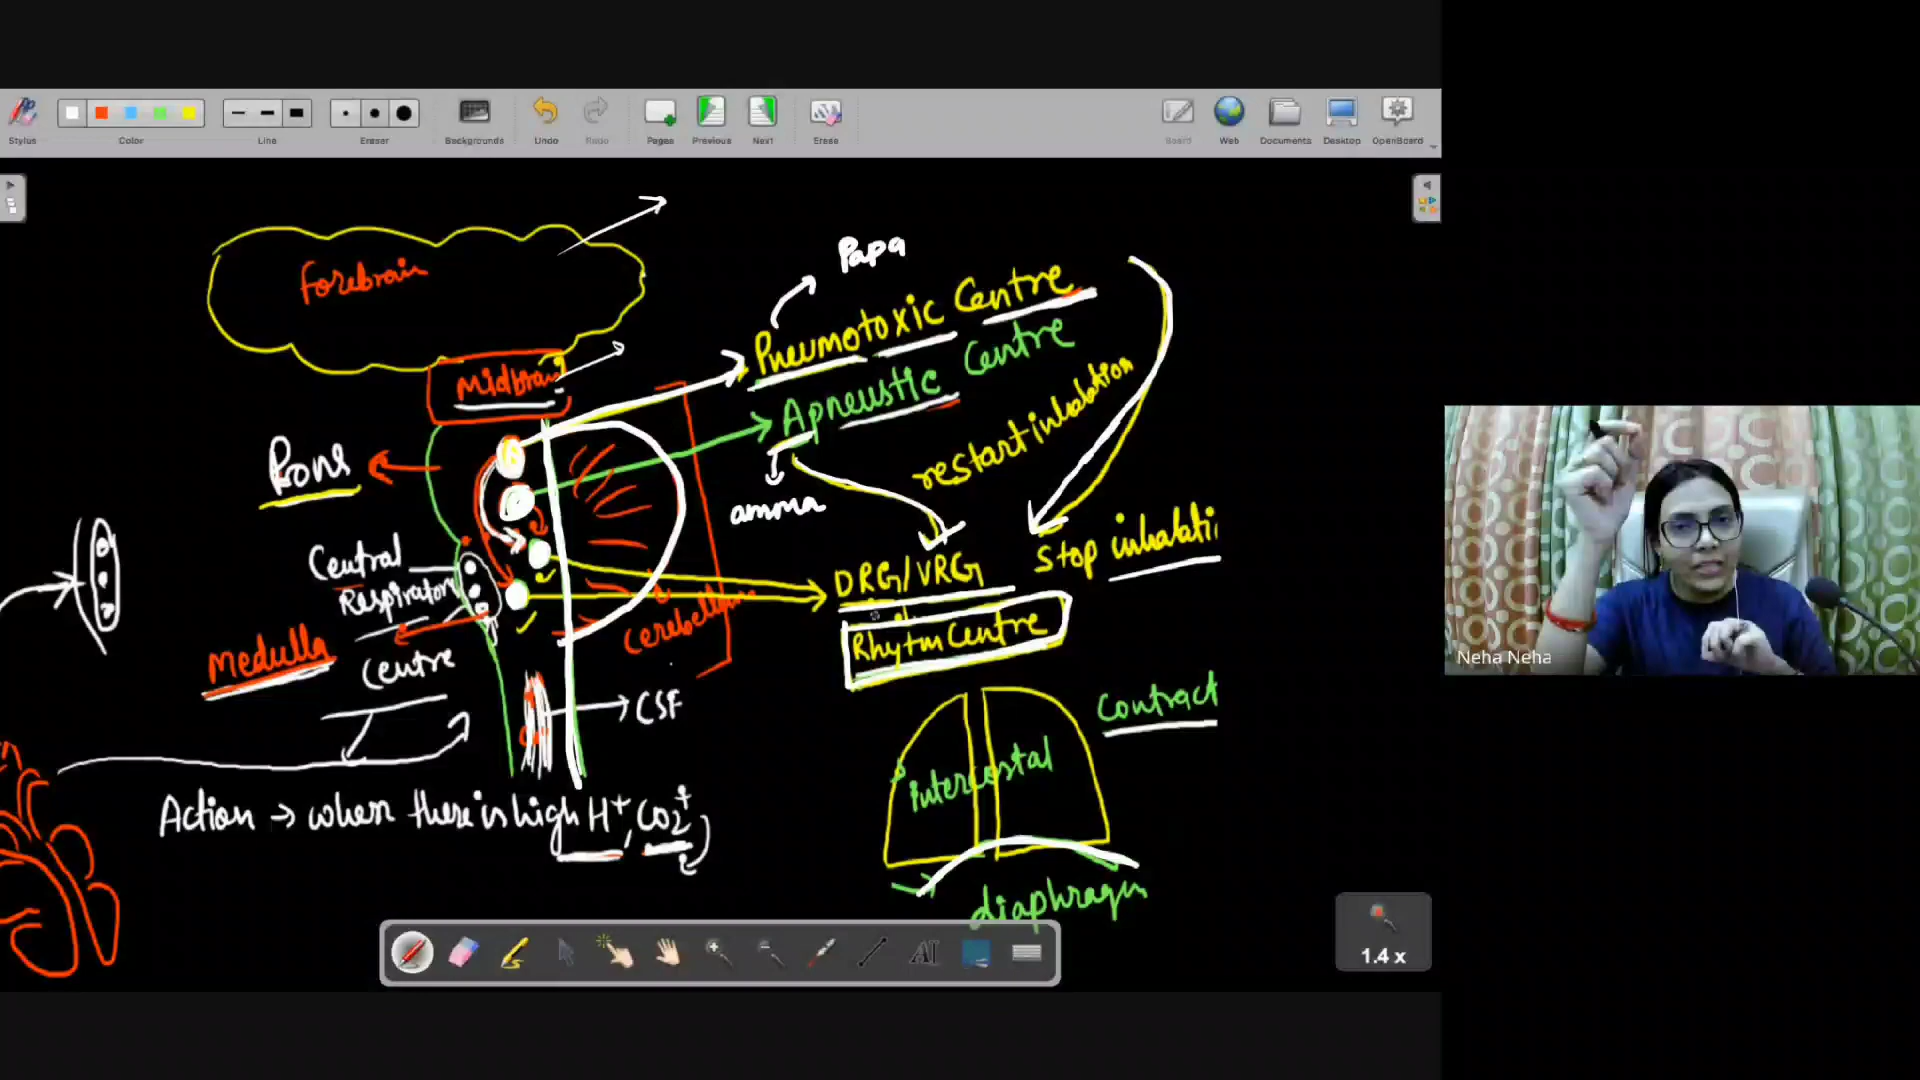 Stylus
Color
Line
Eraser
Backgrounds
Undo
Redo
Pages
Previous
Next
Erase
Board
Web
Documents
Desktop
OpenBoard
Forebrain
Papa
Pneumotoxic Centre
Apneustic Centre
Midbrain
restart inhalation
Pons
amma
Central
Respiratory
Centre
Medulla
Cerebellum
DRG/VRG
Stop inhalati
Rhytm Centre
CSF
Contract
intercostal
Action → when there is high H+, CO2+
diaphragm
Neha Neha
AI
1.4 x